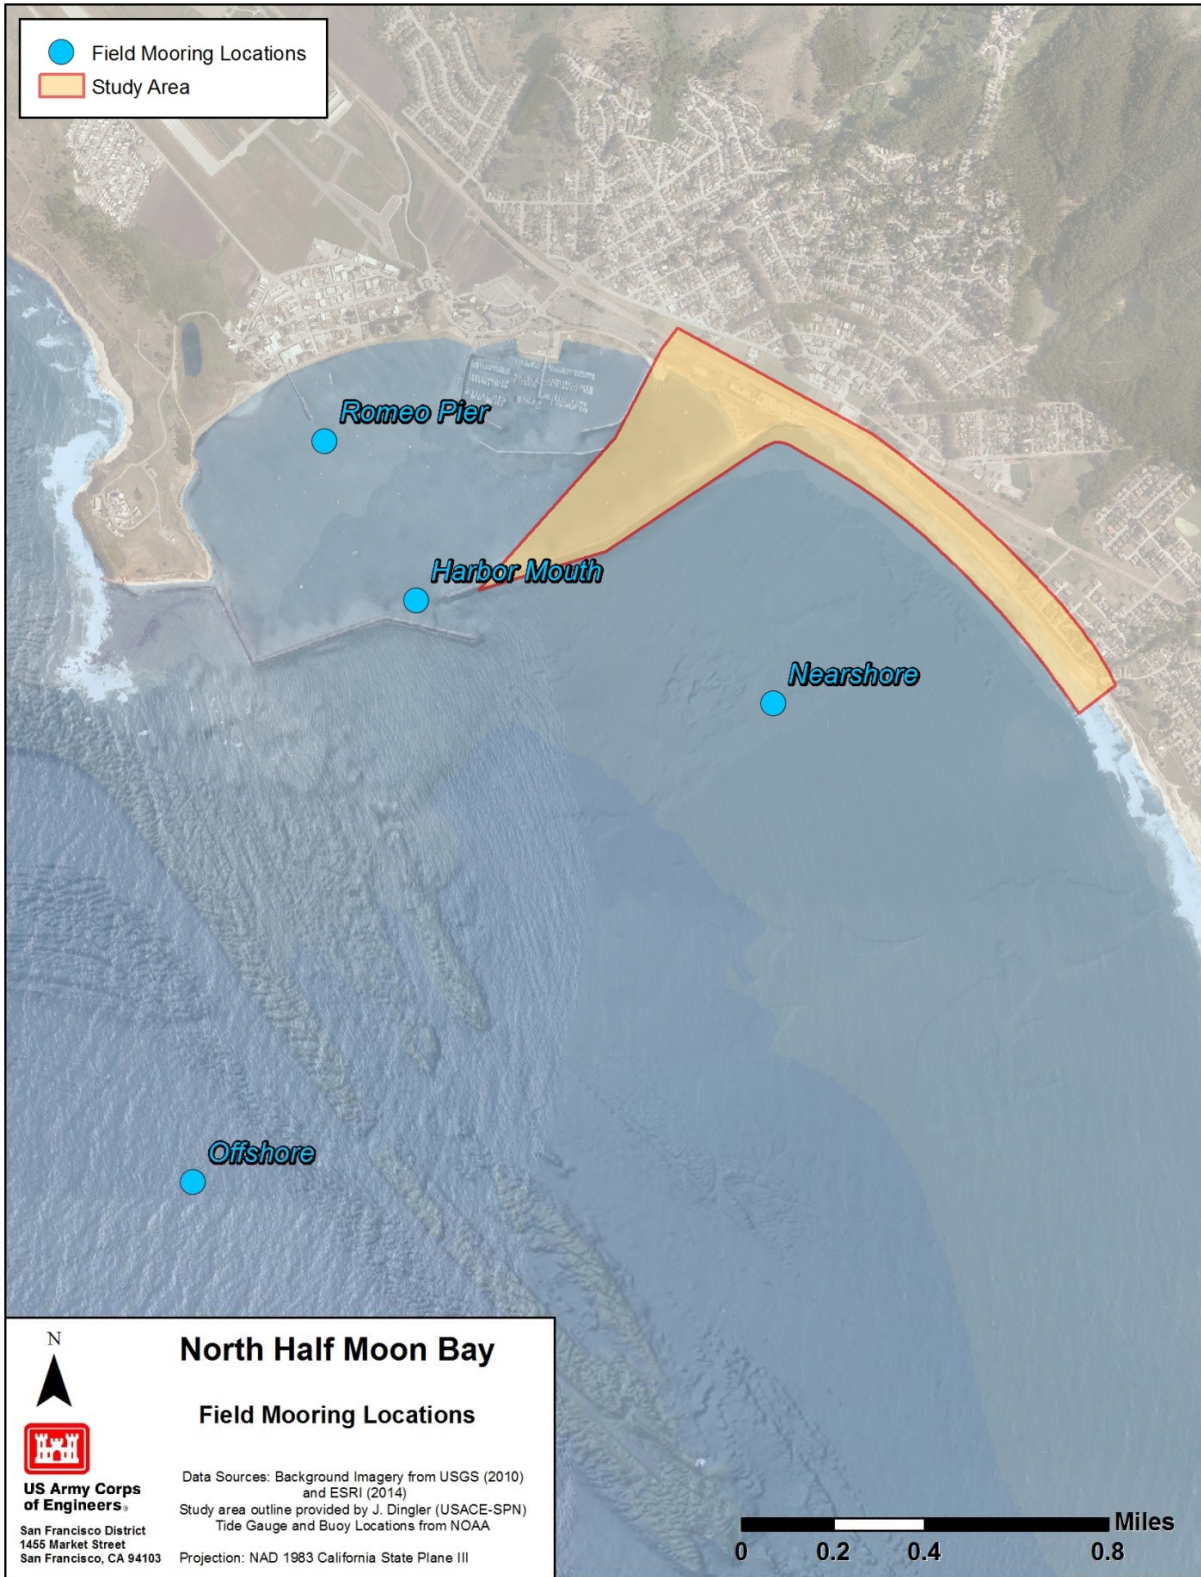 Field Mooring Locations
Study Area
Romeo Pier
Harbor Mouth
Nearshore
Offshore
N
North Half Moon Bay
Field Mooring Locations
US Army Corps
of Engineers®
San Francisco District
1455 Market Street
San Francisco, CA 94103
Data Sources: Background Imagery from USGS (2010)
and ESRI (2014)
Study area outline provided by J. Dingler (USACE-SPN)
Tide Gauge and Buoy Locations from NOAA
Projection: NAD 1983 California State Plane III
Miles
0 0.2 0.4 0.8